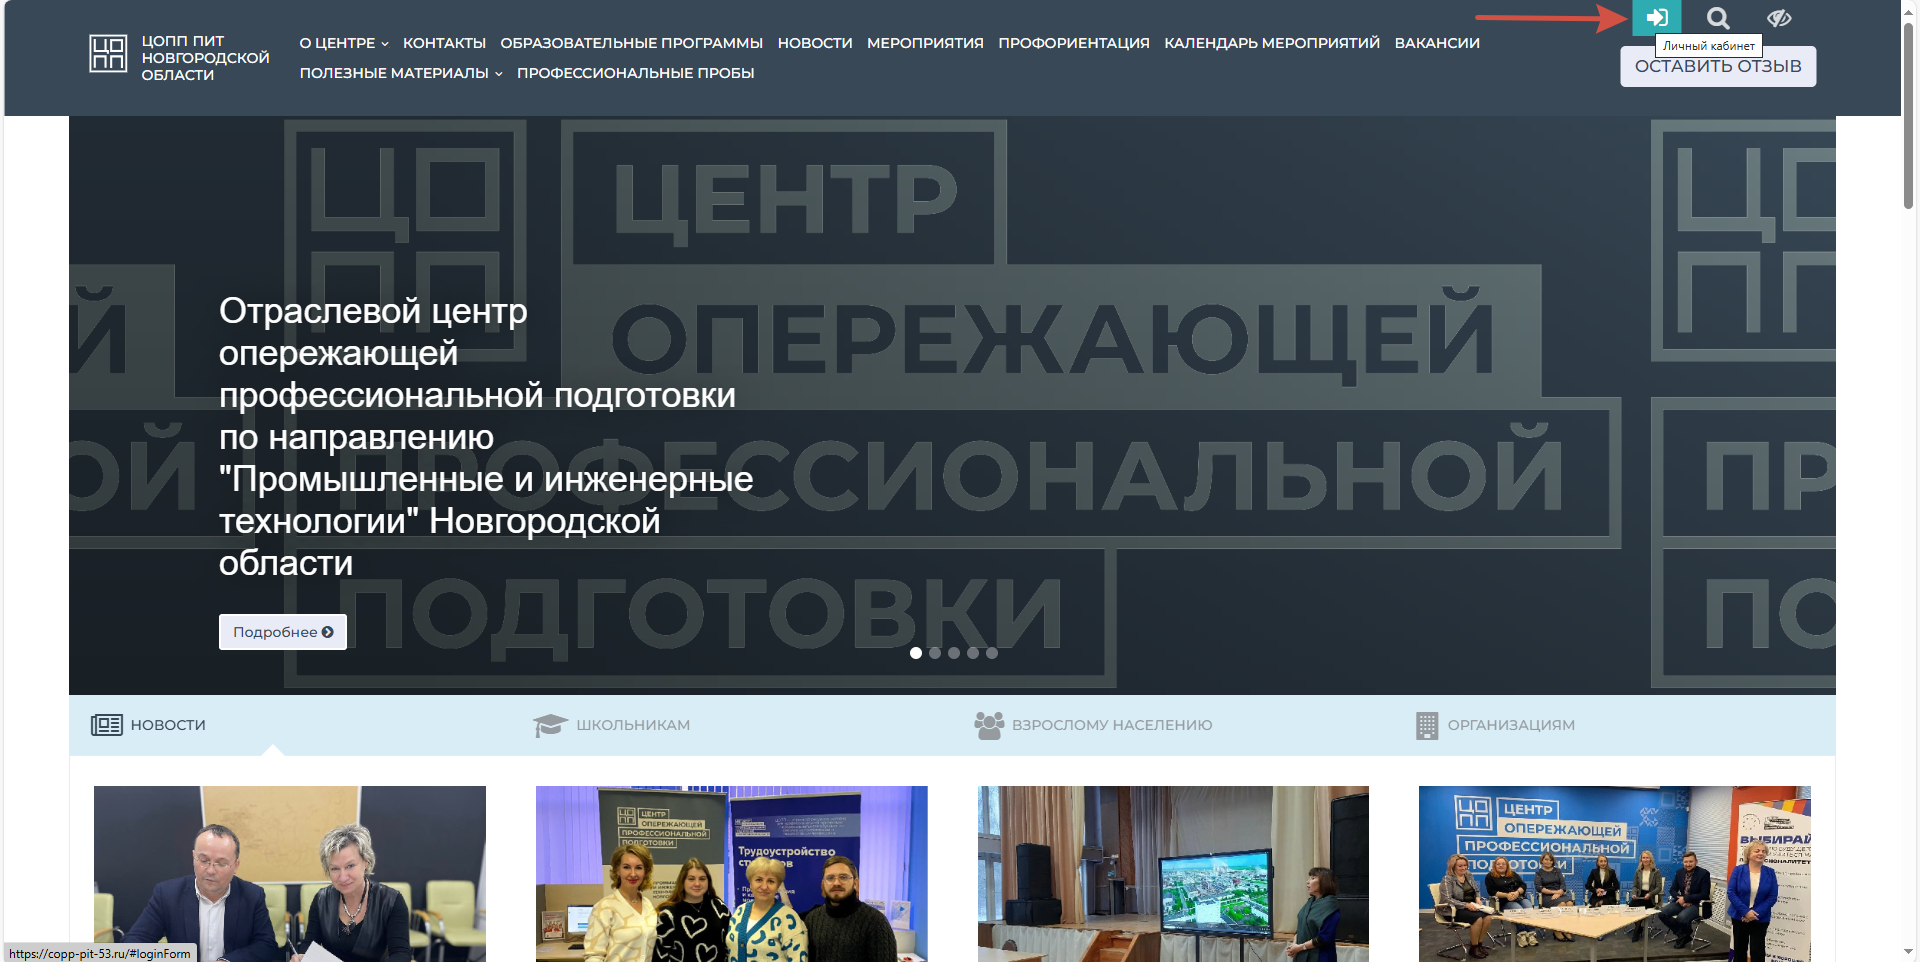 ЦОПП ПИТ
НОВГОРОДСКОЙ
ОБЛАСТИ
О ЦЕНТРЕ КОНТАКТЫ ОБРАЗОВАТЕЛЬНЫЕ ПРОГРАММЫ НОВОСТИ МЕРОПРИЯТИЯ ПРОФОРИЕНТАЦИЯ КАЛЕНДАРЬ МЕРОПРИЯТИЙ ВАКАНСИИ
ПОЛЕЗНЫЕ МАТЕРИАЛЫ ПРОФЕССИОНАЛЬНЫЕ ПРОБЫ
Личный кабинет
ОСТАВИТЬ ОТЗЫВ
ЦОПП
ЦЕНТР
ОПЕРЕЖАЮЩЕЙ
ПРОФЕССИОНАЛЬНОЙ
ПОДГОТОВКИ
Отраслевой центр
опережающей
профессиональной подготовки
по направлению
"Промышленные и инженерные
технологии" Новгородской
области
Подробнее
НОВОСТИ
ШКОЛЬНИКАМ
ВЗРОСЛОМУ НАСЕЛЕНИЮ
ОРГАНИЗАЦИЯМ
ЦЕНТР
ОПЕРЕЖАЮЩЕЙ
ПРОФЕССИОНАЛЬНОЙ
ПОДГОТОВКИ
Трудоустройство
ЦЕНТР
ОПЕРЕЖАЮЩЕЙ
ПРОФЕССИОНАЛЬНОЙ
ПОДГОТОВКИ
ВЫБИРАЙ
https://copp-pit-53.ru/#loginForm